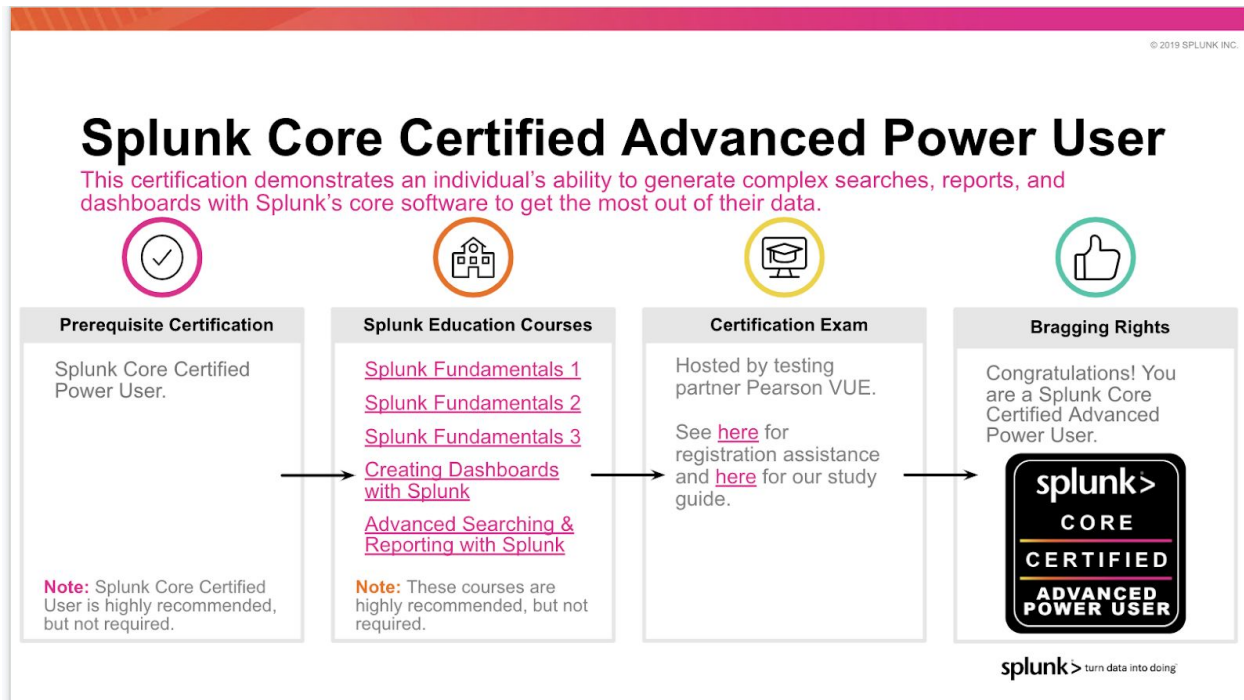 © 2019 SPLUNK INC.
Splunk Core Certified Advanced Power User
This certification demonstrates an individual's ability to generate complex searches, reports, and
dashboards with Splunk's core software to get the most out of their data.
Prerequisite Certification
Splunk Core Certified
Power User.
Note: Splunk Core Certified
User is highly recommended,
but not required.
Splunk Education Courses
Splunk Fundamentals 1
Splunk Fundamentals 2
Splunk Fundamentals 3
Creating Dashboards
with Splunk
Advanced Searching &
Reporting with Splunk
Note: These courses are
highly recommended, but not
required.
Certification Exam
Hosted by testing
partner Pearson VUE.
See here for
registration assistance
and here for our study
guide.
Bragging Rights
Congratulations! You
are a Splunk Core
Certified Advanced
Power User.
splunk>
CORE
CERTIFIED
ADVANCED
POWER USER
splunk> turn data into doing